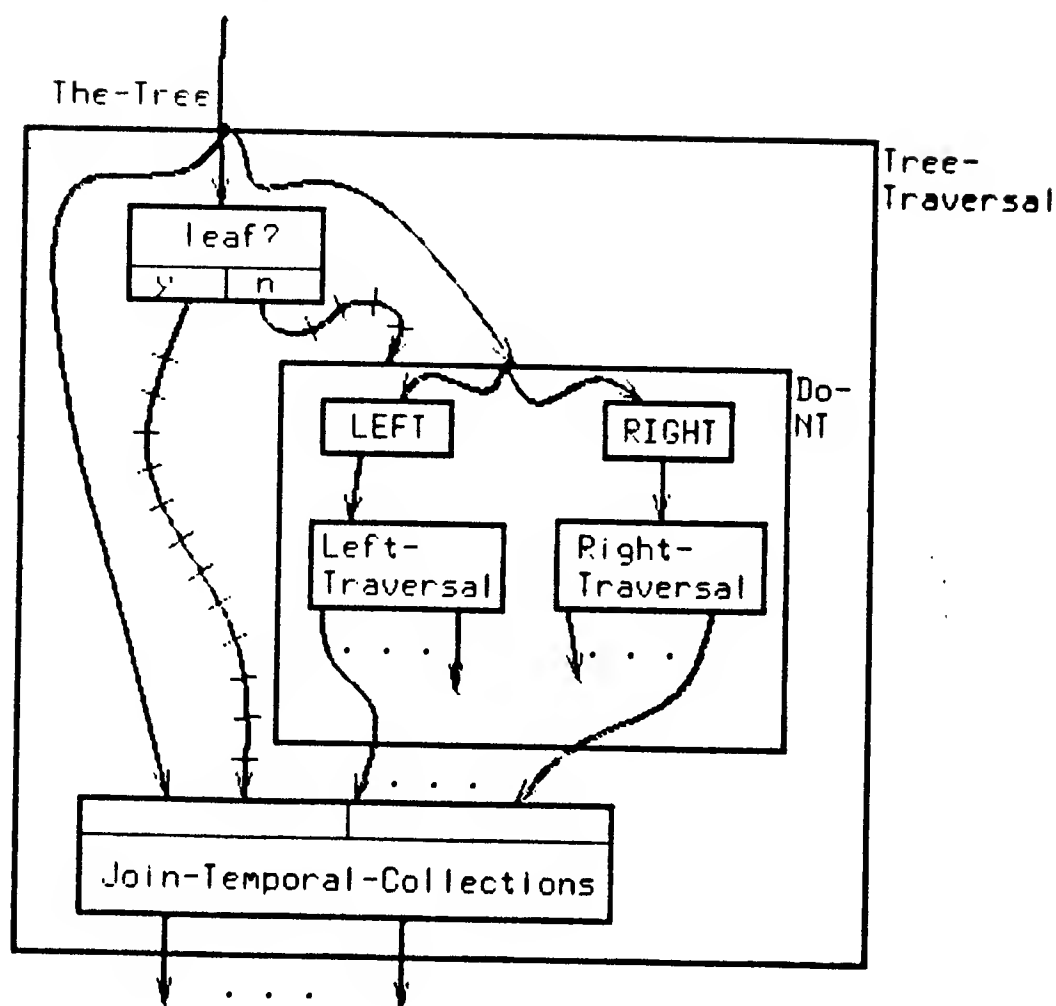 The-Tree
Tree-
Traversal
leaf?
y n
Do-
NT
LEFT
RIGHT
Left-
Traversal
Right-
Traversal
. . . .
. . .
. . . .
Join-Temporal-Collections
. . . .